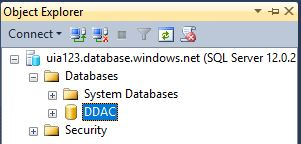 Object Explorer
Connect
uia123.database.windows.net (SQL Server 12.0.2
Databases
System Databases
DDAC
Security